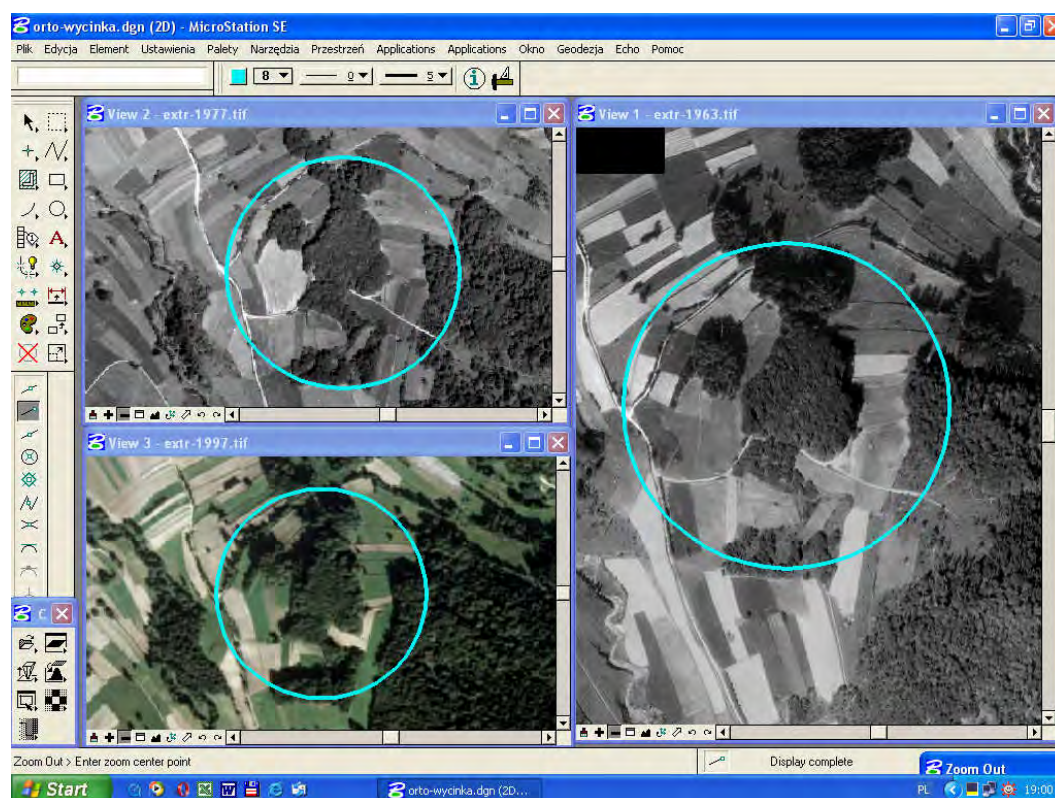 orto-wycinka.dgn (2D) - MicroStation SE
Plik Edycja Element Ustawienia Palety Narzędzia Przestrzeń Applications Applications Okno Geodezja Echo Pomoc
8 0 5
View 2 - extr-1977.tif
View 1 - extr-1963.tif
View 3 - extr-1997.tif
C
Zoom Out > Enter zoom center point
Display complete
Zoom Out
Start
orto-wycinka.dgn (2D...
PL
19:00